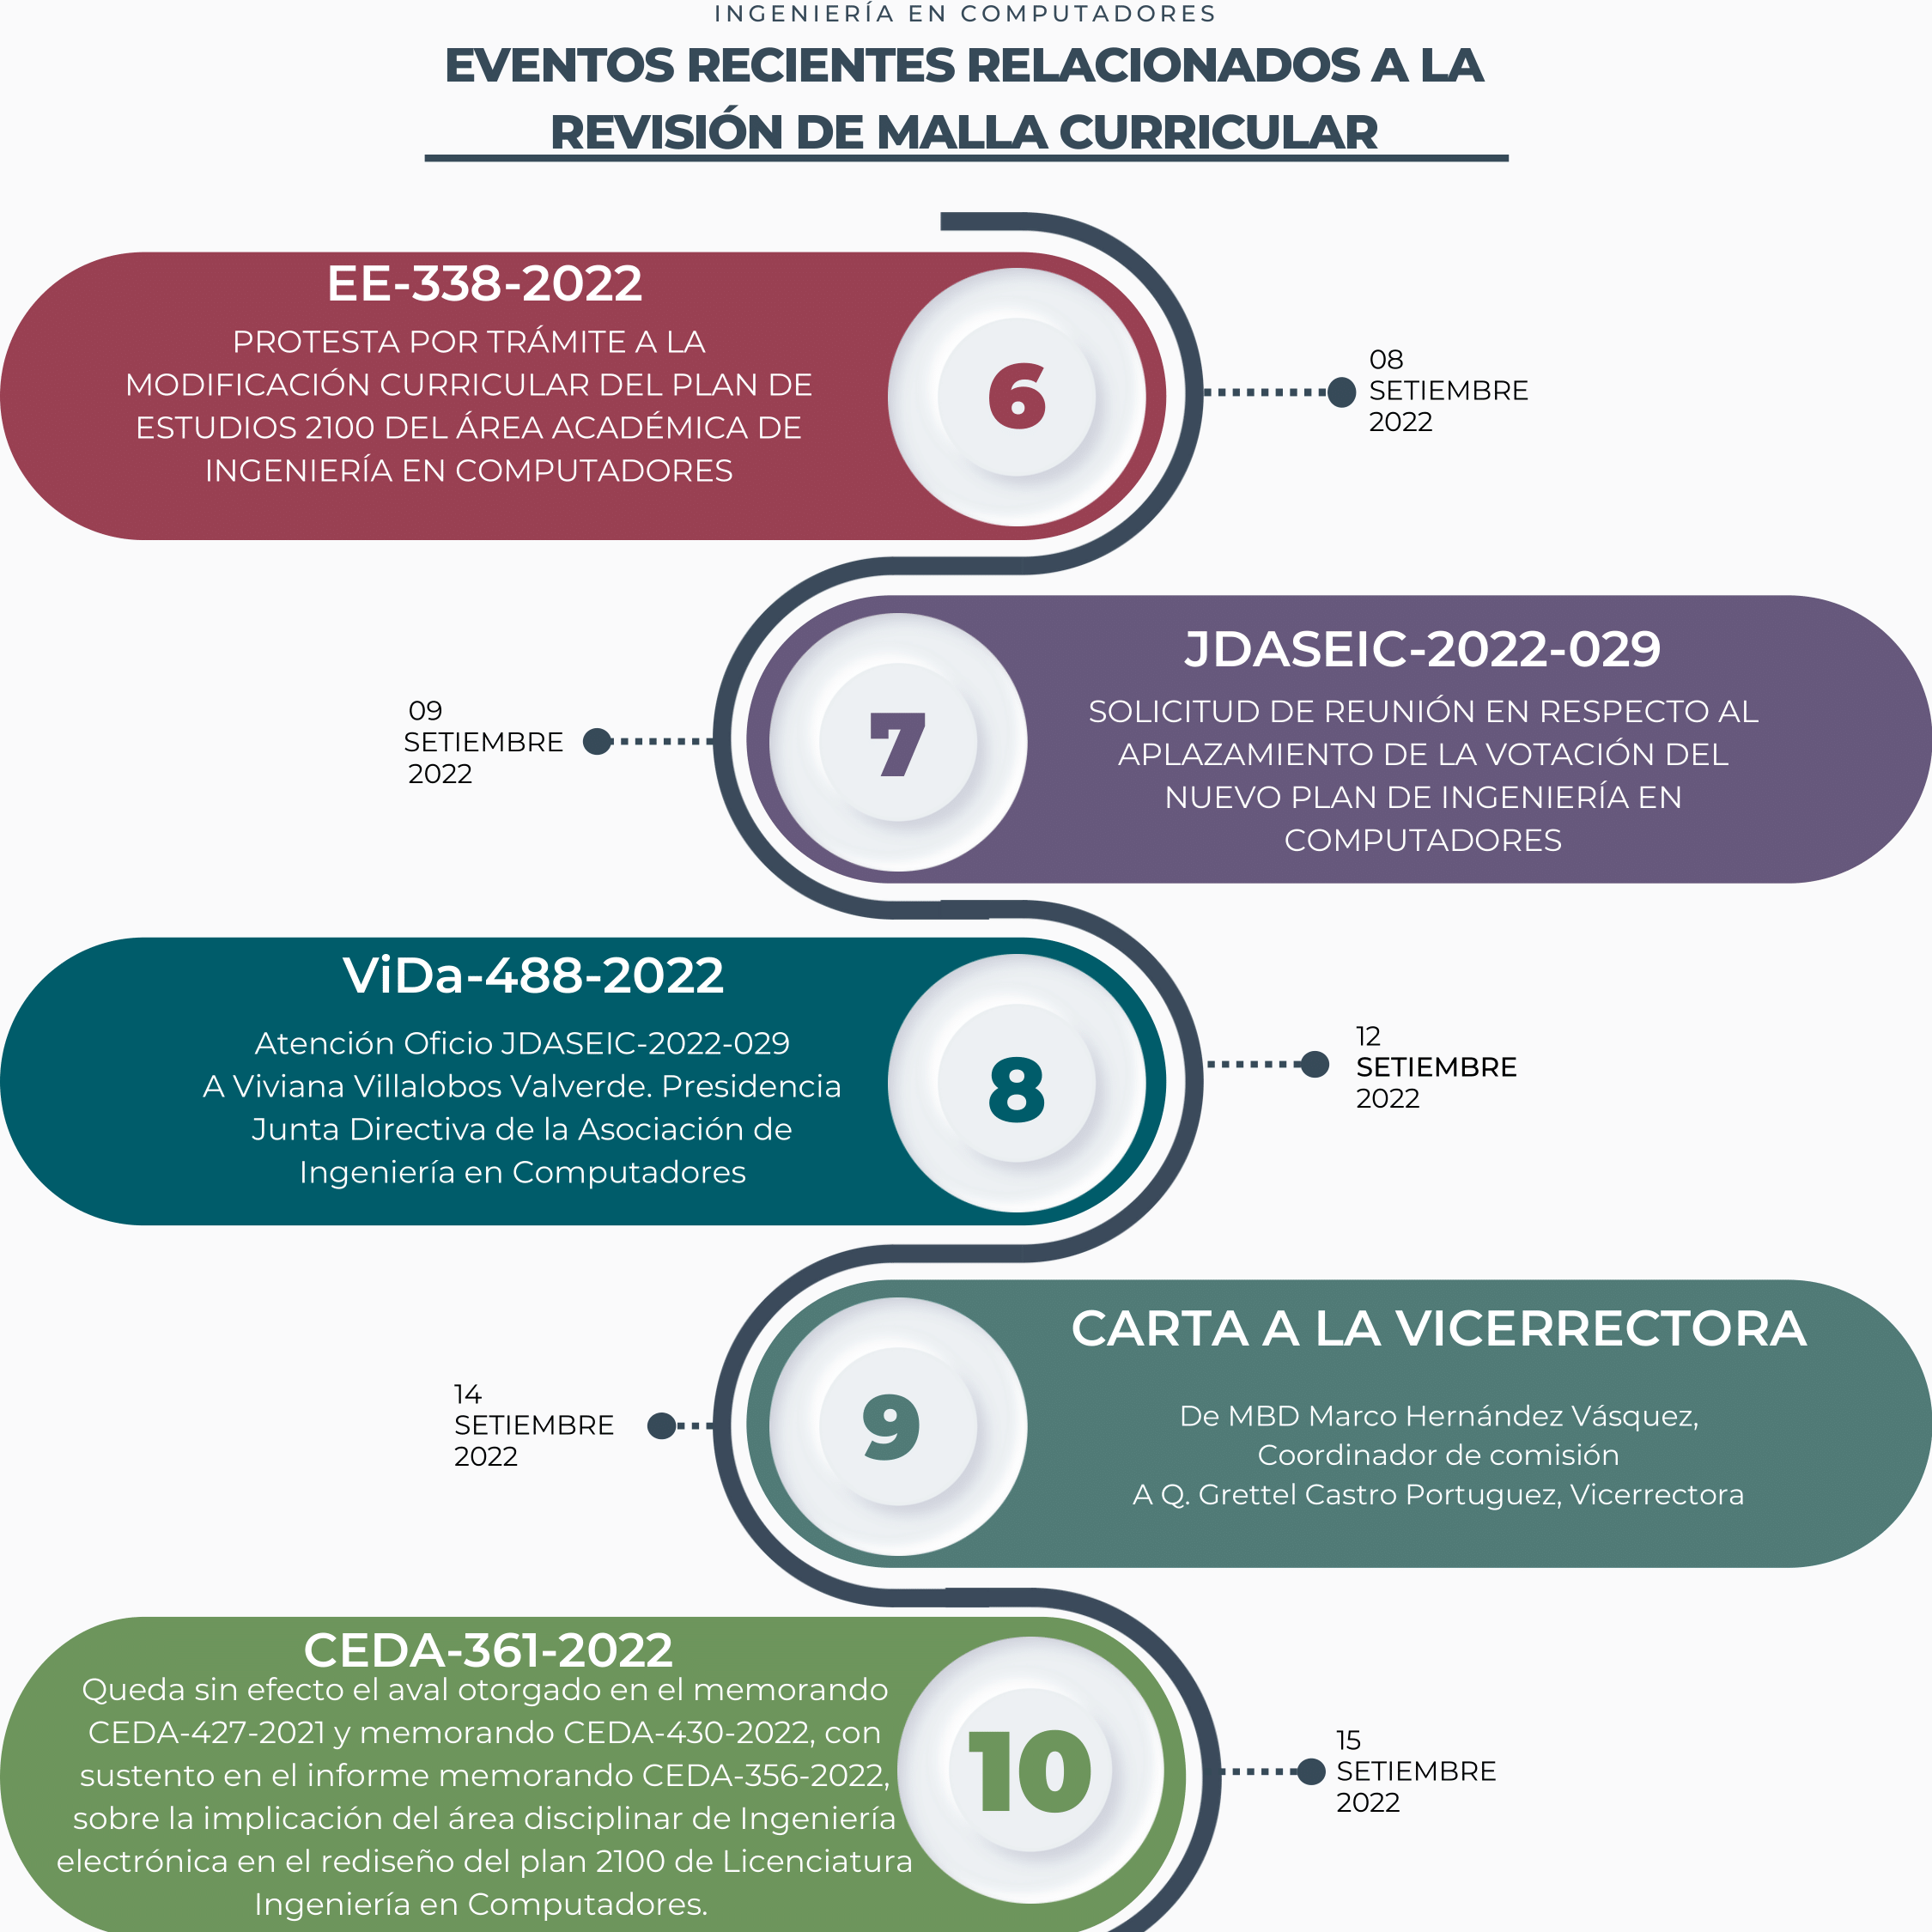 INGENIERÍA EN COMPUTADORES
EVENTOS RECIENTES RELACIONADOS A LA
REVISIÓN DE MALLA CURRICULAR
EE-338-2022
PROTESTA POR TRÁMITE A LA
MODIFICACIÓN CURRICULAR DEL PLAN DE
ESTUDIOS 2100 DEL ÁREA ACADÉMICA DE
INGENIERÍA EN COMPUTADORES
6
08
SETIEMBRE
2022
09
SETIEMBRE
2022
7
JDASEIC-2022-029
SOLICITUD DE REUNIÓN EN RESPECTO AL
APLAZAMIENTO DE LA VOTACIÓN DEL
NUEVO PLAN DE INGENIERÍA EN
COMPUTADORES
ViDa-488-2022
Atención Oficio JDASEIC-2022-029
A Viviana Villalobos Valverde. Presidencia
Junta Directiva de la Asociación de
Ingeniería en Computadores
8
12
SETIEMBRE
2022
14
SETIEMBRE
2022
9
CARTA A LA VICERRECTORA
De MBD Marco Hernández Vásquez,
Coordinador de comisión
A Q. Grettel Castro Portuguez, Vicerrectora
CEDA-361-2022
Queda sin efecto el aval otorgado en el memorando
CEDA-427-2021 y memorando CEDA-430-2022, con
sustento en el informe memorando CEDA-356-2022,
sobre la implicación del área disciplinar de Ingeniería
electrónica en el rediseño del plan 2100 de Licenciatura
Ingeniería en Computadores.
10
15
SETIEMBRE
2022